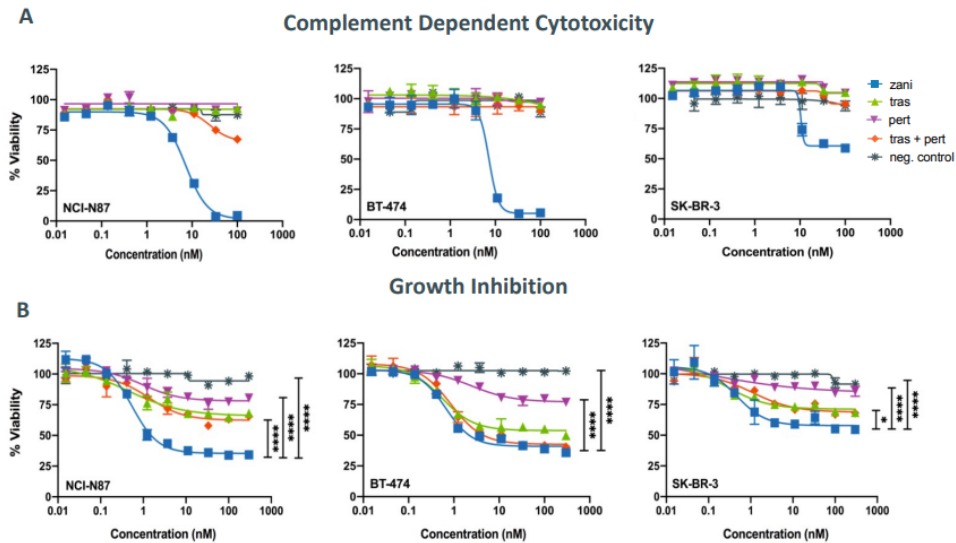 A
Complement Dependent Cytotoxicity
% Viability
125
100
75
50
25
0
NCI-N87
0.01 0.1 1 10 100 1000
Concentration (nM)
125
100
75
50
25
0
BT-474
0.01 0.1 1 10 100 1000
Concentration (nM)
125
100
75
50
25
0
SK-BR-3
0.01 0.1 1 10 100 1000
Concentration (nM)
zani
tras
pert
tras + pert
neg. control
Growth Inhibition
B
% Viability
125
100
75
50
25
0
NCI-N87
0.01 0.1 1 10 100 1000
Concentration (nM)
****
****
****
125
100
75
50
25
0
BT-474
0.01 0.1 1 10 100 1000
Concentration (nM)
****
****
125
100
75
50
25
0
SK-BR-3
0.01 0.1 1 10 100 1000
Concentration (nM)
*
****
****